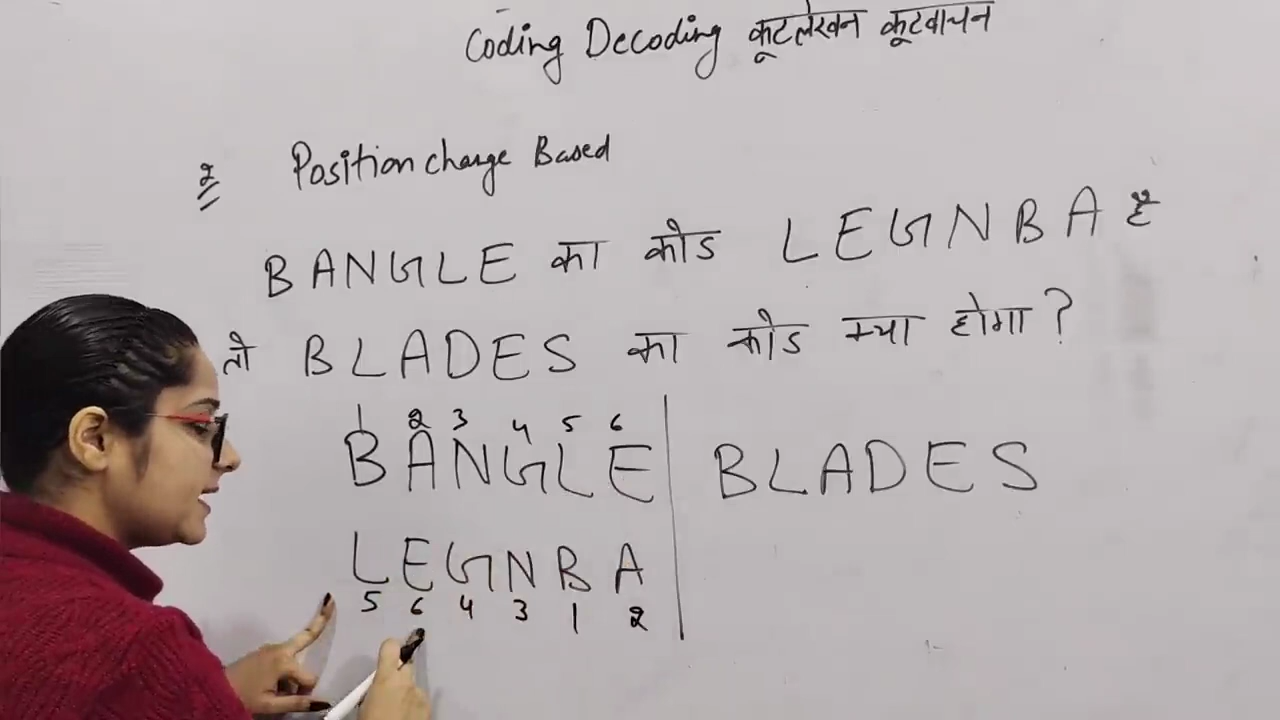 Coding Decoding कूटलेखन कूटवाचन
2 Position change Based
BANGLE का कोड LEGNBA है
तो BLADES का कोड क्या होगा?
1 2 3 4 5 6
BANGLE BLADES
LEGNBA
5 6 4 3 1 2